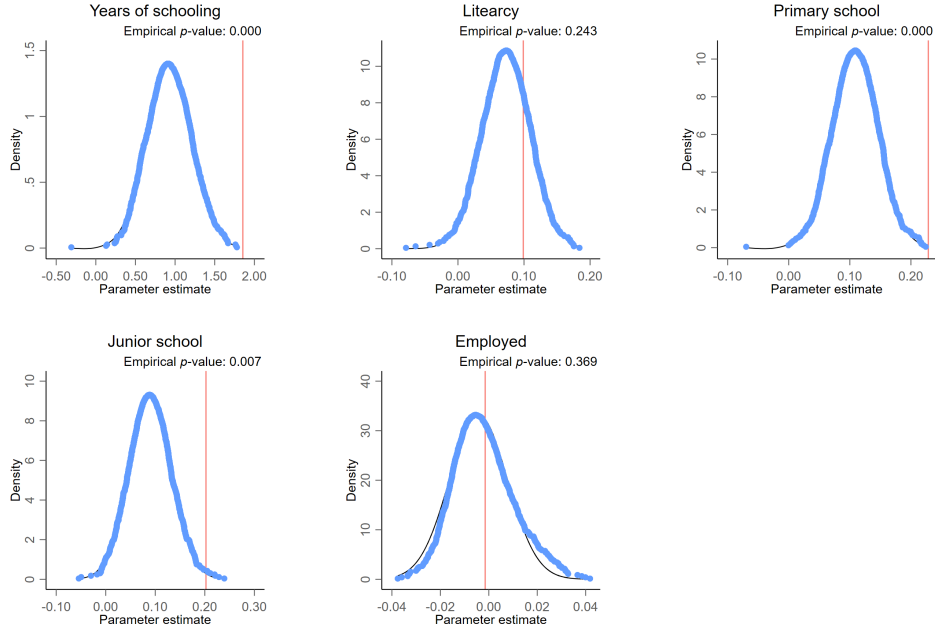 Years of schooling
Empirical p-value: 0.000
1.5
1
.5
0
Density
-0.50 0.00 0.50 1.00 1.50 2.00
Parameter estimate
Litearcy
Empirical p-value: 0.243
10
8
6
4
2
0
Density
-0.10 0.00 0.10 0.20
Parameter estimate
Primary school
Empirical p-value: 0.000
10
8
6
4
2
0
Density
-0.10 0.00 0.10 0.20
Parameter estimate
Junior school
Empirical p-value: 0.007
10
8
6
4
2
0
Density
-0.10 0.00 0.10 0.20 0.30
Parameter estimate
Employed
Empirical p-value: 0.369
40
30
20
10
0
Density
-0.04 -0.02 0.00 0.02 0.04
Parameter estimate